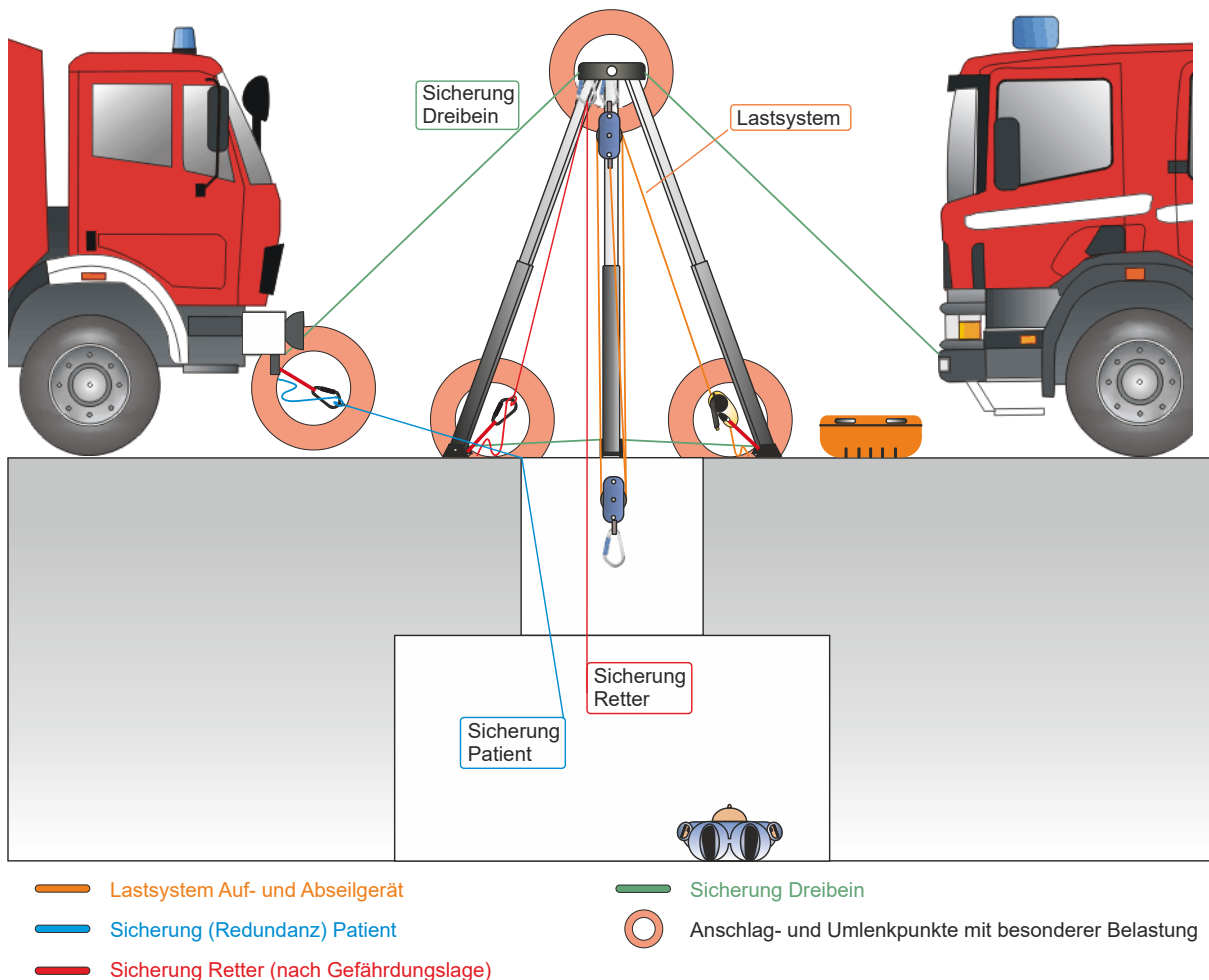 Sicherung
Dreibein
Lastsystem
Sicherung
Retter
Sicherung
Patient
Lastsystem Auf- und Abseilgerät
Sicherung (Redundanz) Patient
Sicherung Retter (nach Gefährdungslage)
Sicherung Dreibein
Anschlag- und Umlenkpunkte mit besonderer Belastung